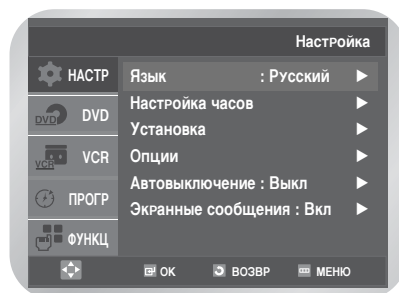 Настройка
НАСТР
DVD
DVD
VCR
VCR
ПРОГР
ФУНКЦ
Язык : Русский ►
Настройка часов ►
Установка ►
Опции ►
Автовыключение : Выкл ►
Экранные сообщения : Вкл ►
ОК ВОЗВР МЕНЮ